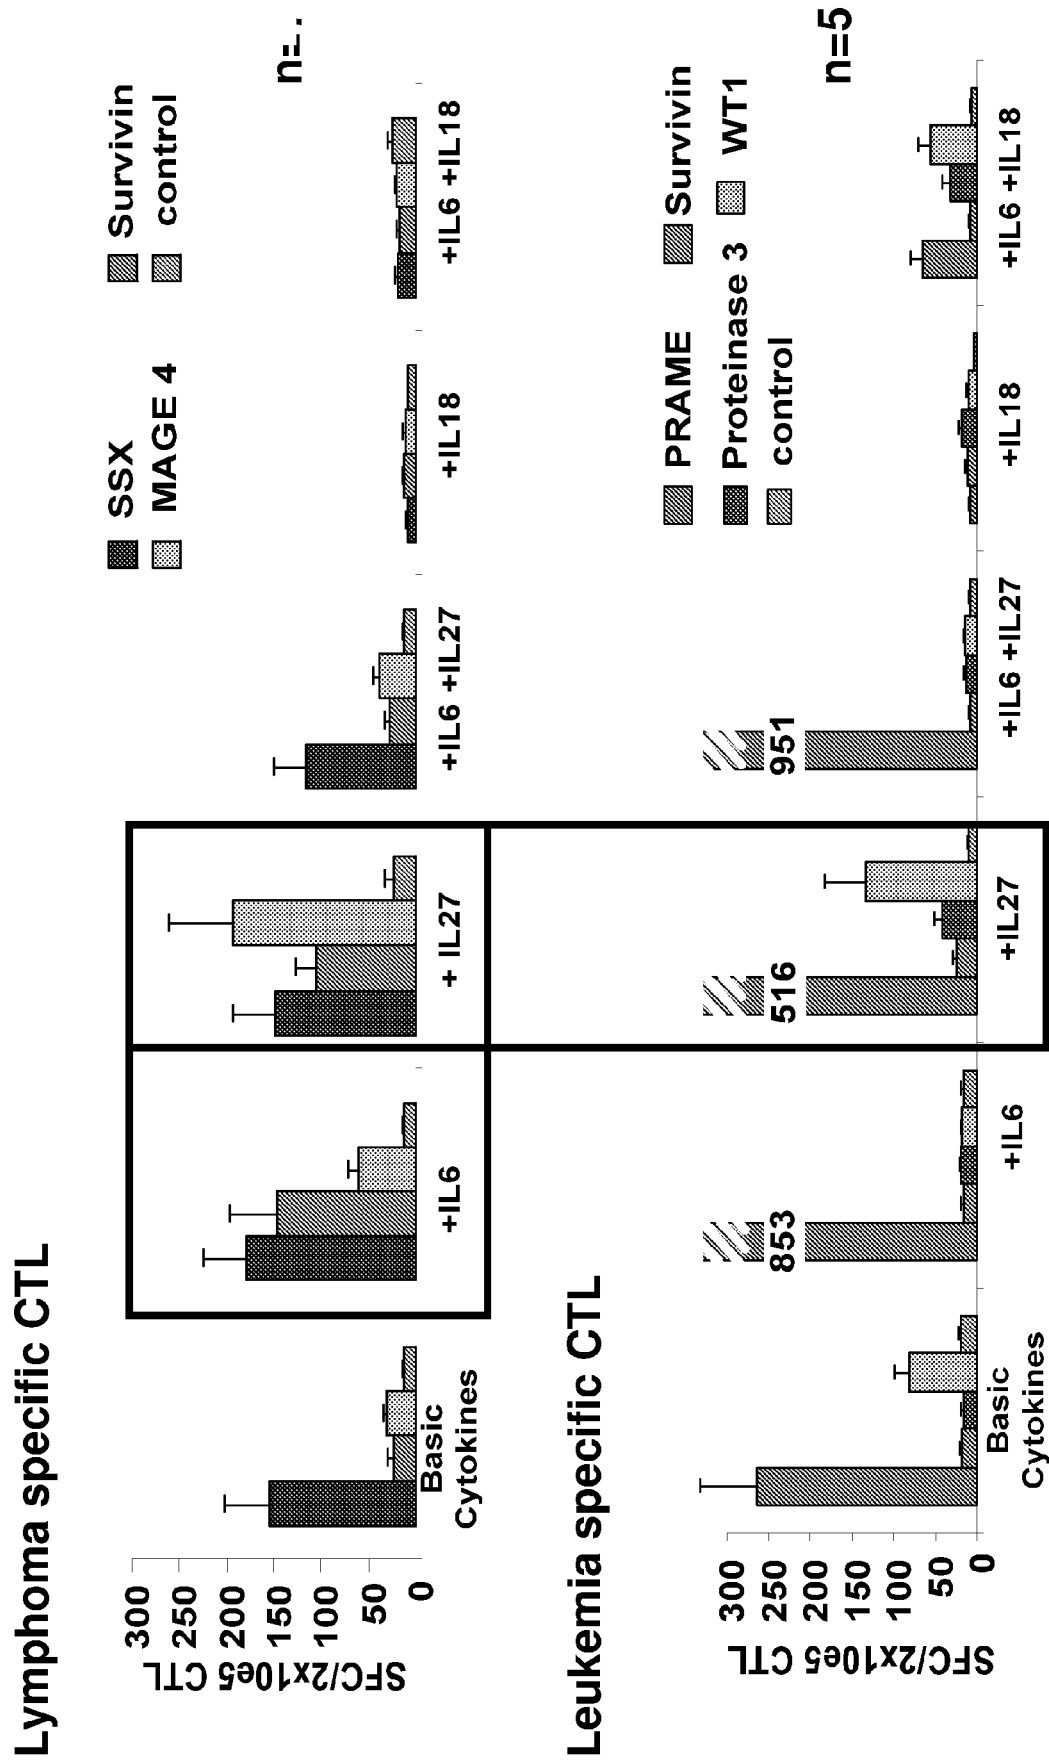 Lymphoma specific CTL
SSX
Survivin
MAGE 4
control
SFC/2x10e5 CTL
300
250
200
150
100
50
0
Basic
Cytokines
+IL6
+ IL27
+IL6 +IL27
+IL18
+IL6 +IL18
Leukemia specific CTL
PRAME
Survivin
Proteinase 3
WT1
control
n=5
SFC/2x10e5 CTL
300
250
200
150
100
50
0
853
516
951
Basic
Cytokines
+IL6
+IL27
+IL6 +IL27
+IL18
+IL6 +IL18